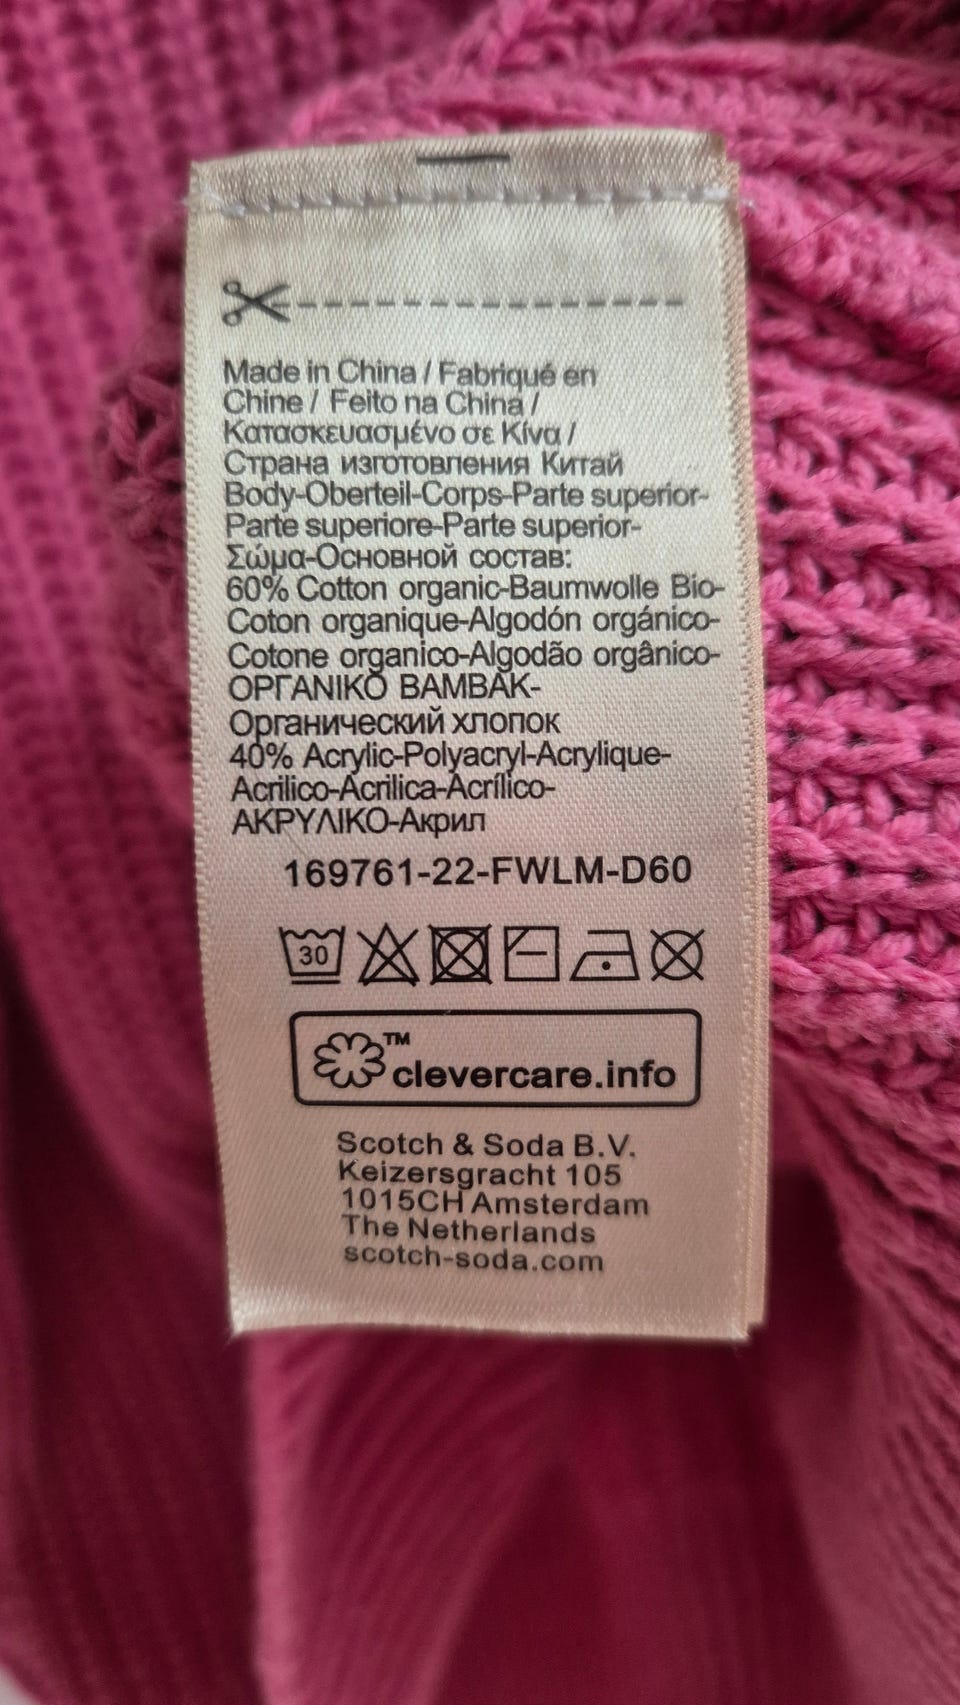 Made in China / Fabriqué en
Chine / Feito na China /
Κατασκευασμένο σε Κίνα /
Страна изготовления Китай
Body-Oberteil-Corps-Parte superior-
Parte superiore-Parte superior-
Σώμα-Основной состав:
60% Cotton organic-Baumwolle Bio-
Coton organique-Algodón orgánico-
Cotone organico-Algodão orgânico-
ΟΡΓΑΝΙΚΟ ΒΑΜΒΑΚ-
Органический хлопок
40% Acrylic-Polyacryl-Acrylique-
Acrilico-Acrilica-Acrílico-
ΑΚΡΥΛΙΚΟ-Акрил
169761-22-FWLM-D60
30
™
clevercare.info
Scotch & Soda B.V.
Keizersgracht 105
1015CH Amsterdam
The Netherlands
scotch-soda.com